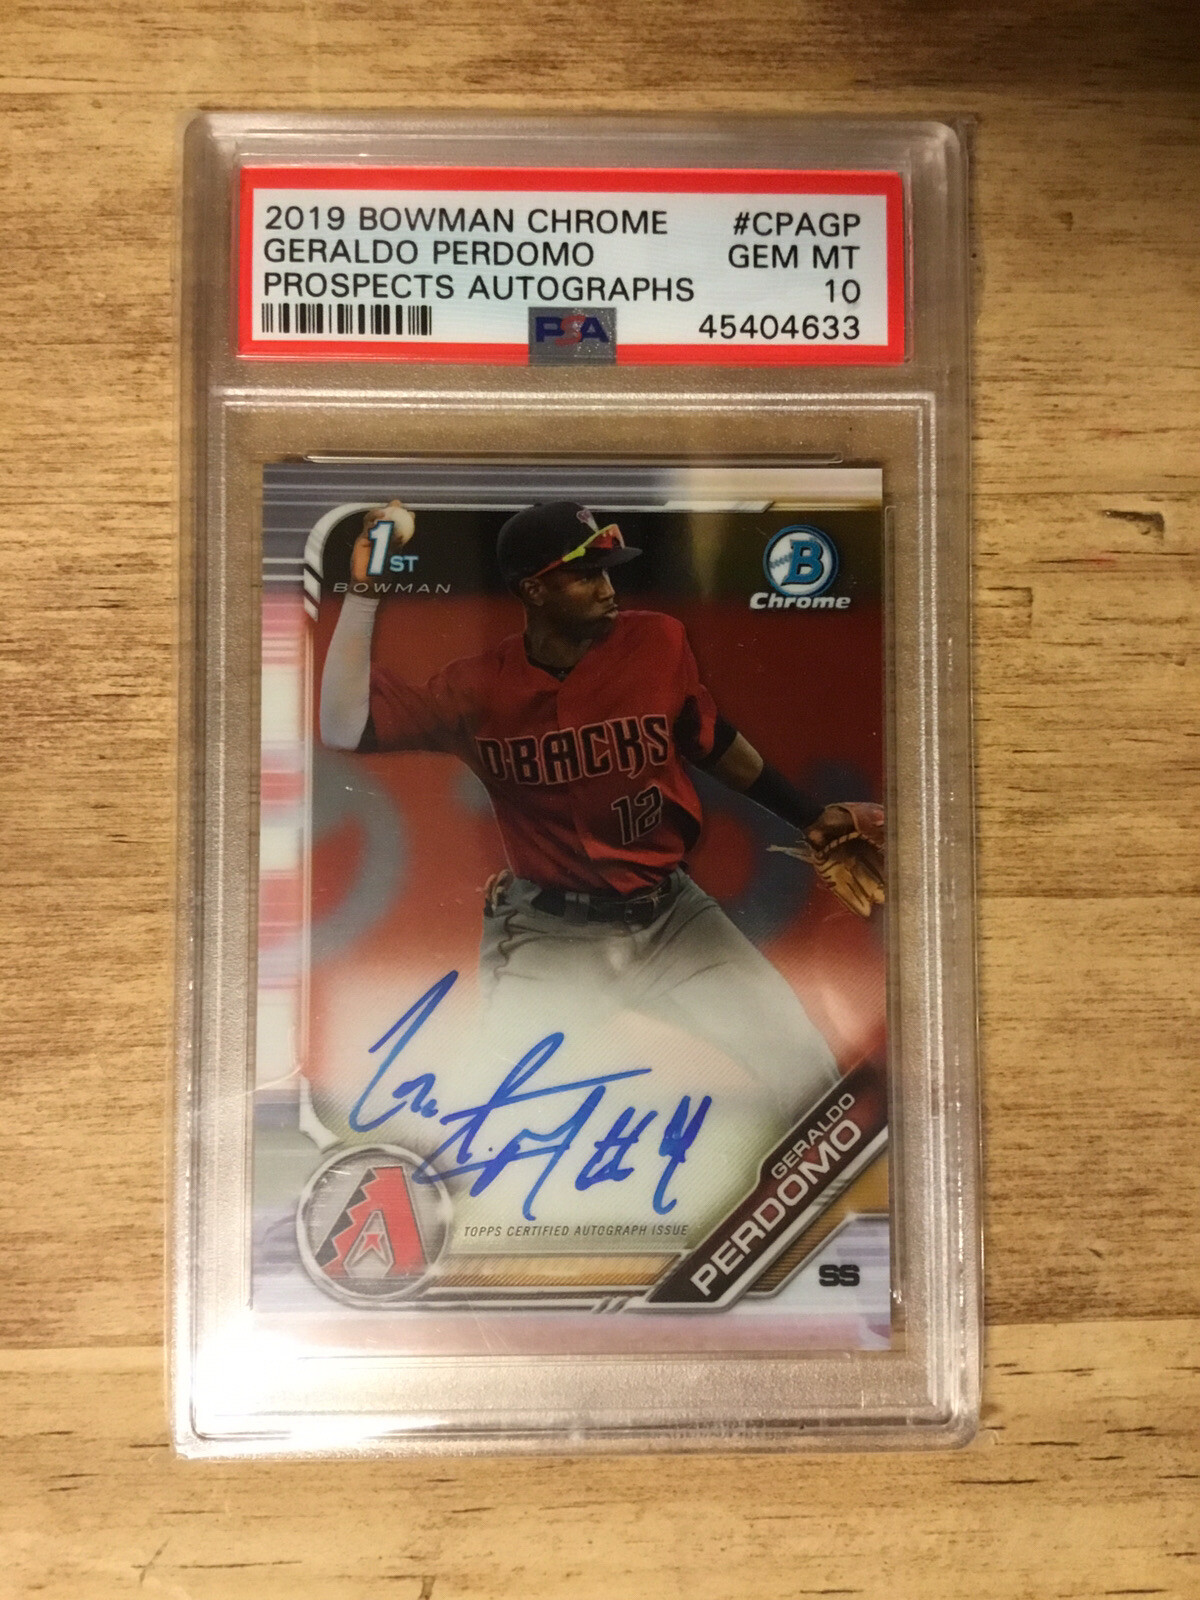 2019 BOWMAN CHROME #CPAGP
GERALDO PERDOMO GEM MT
PROSPECTS AUTOGRAPHS 10
PSA 45404633
1ST
BOWMAN
B
Chrome
D-BACKS
12
TOPPS CERTIFIED AUTOGRAPH ISSUE
GERALDO
PERDOMO
SS
A